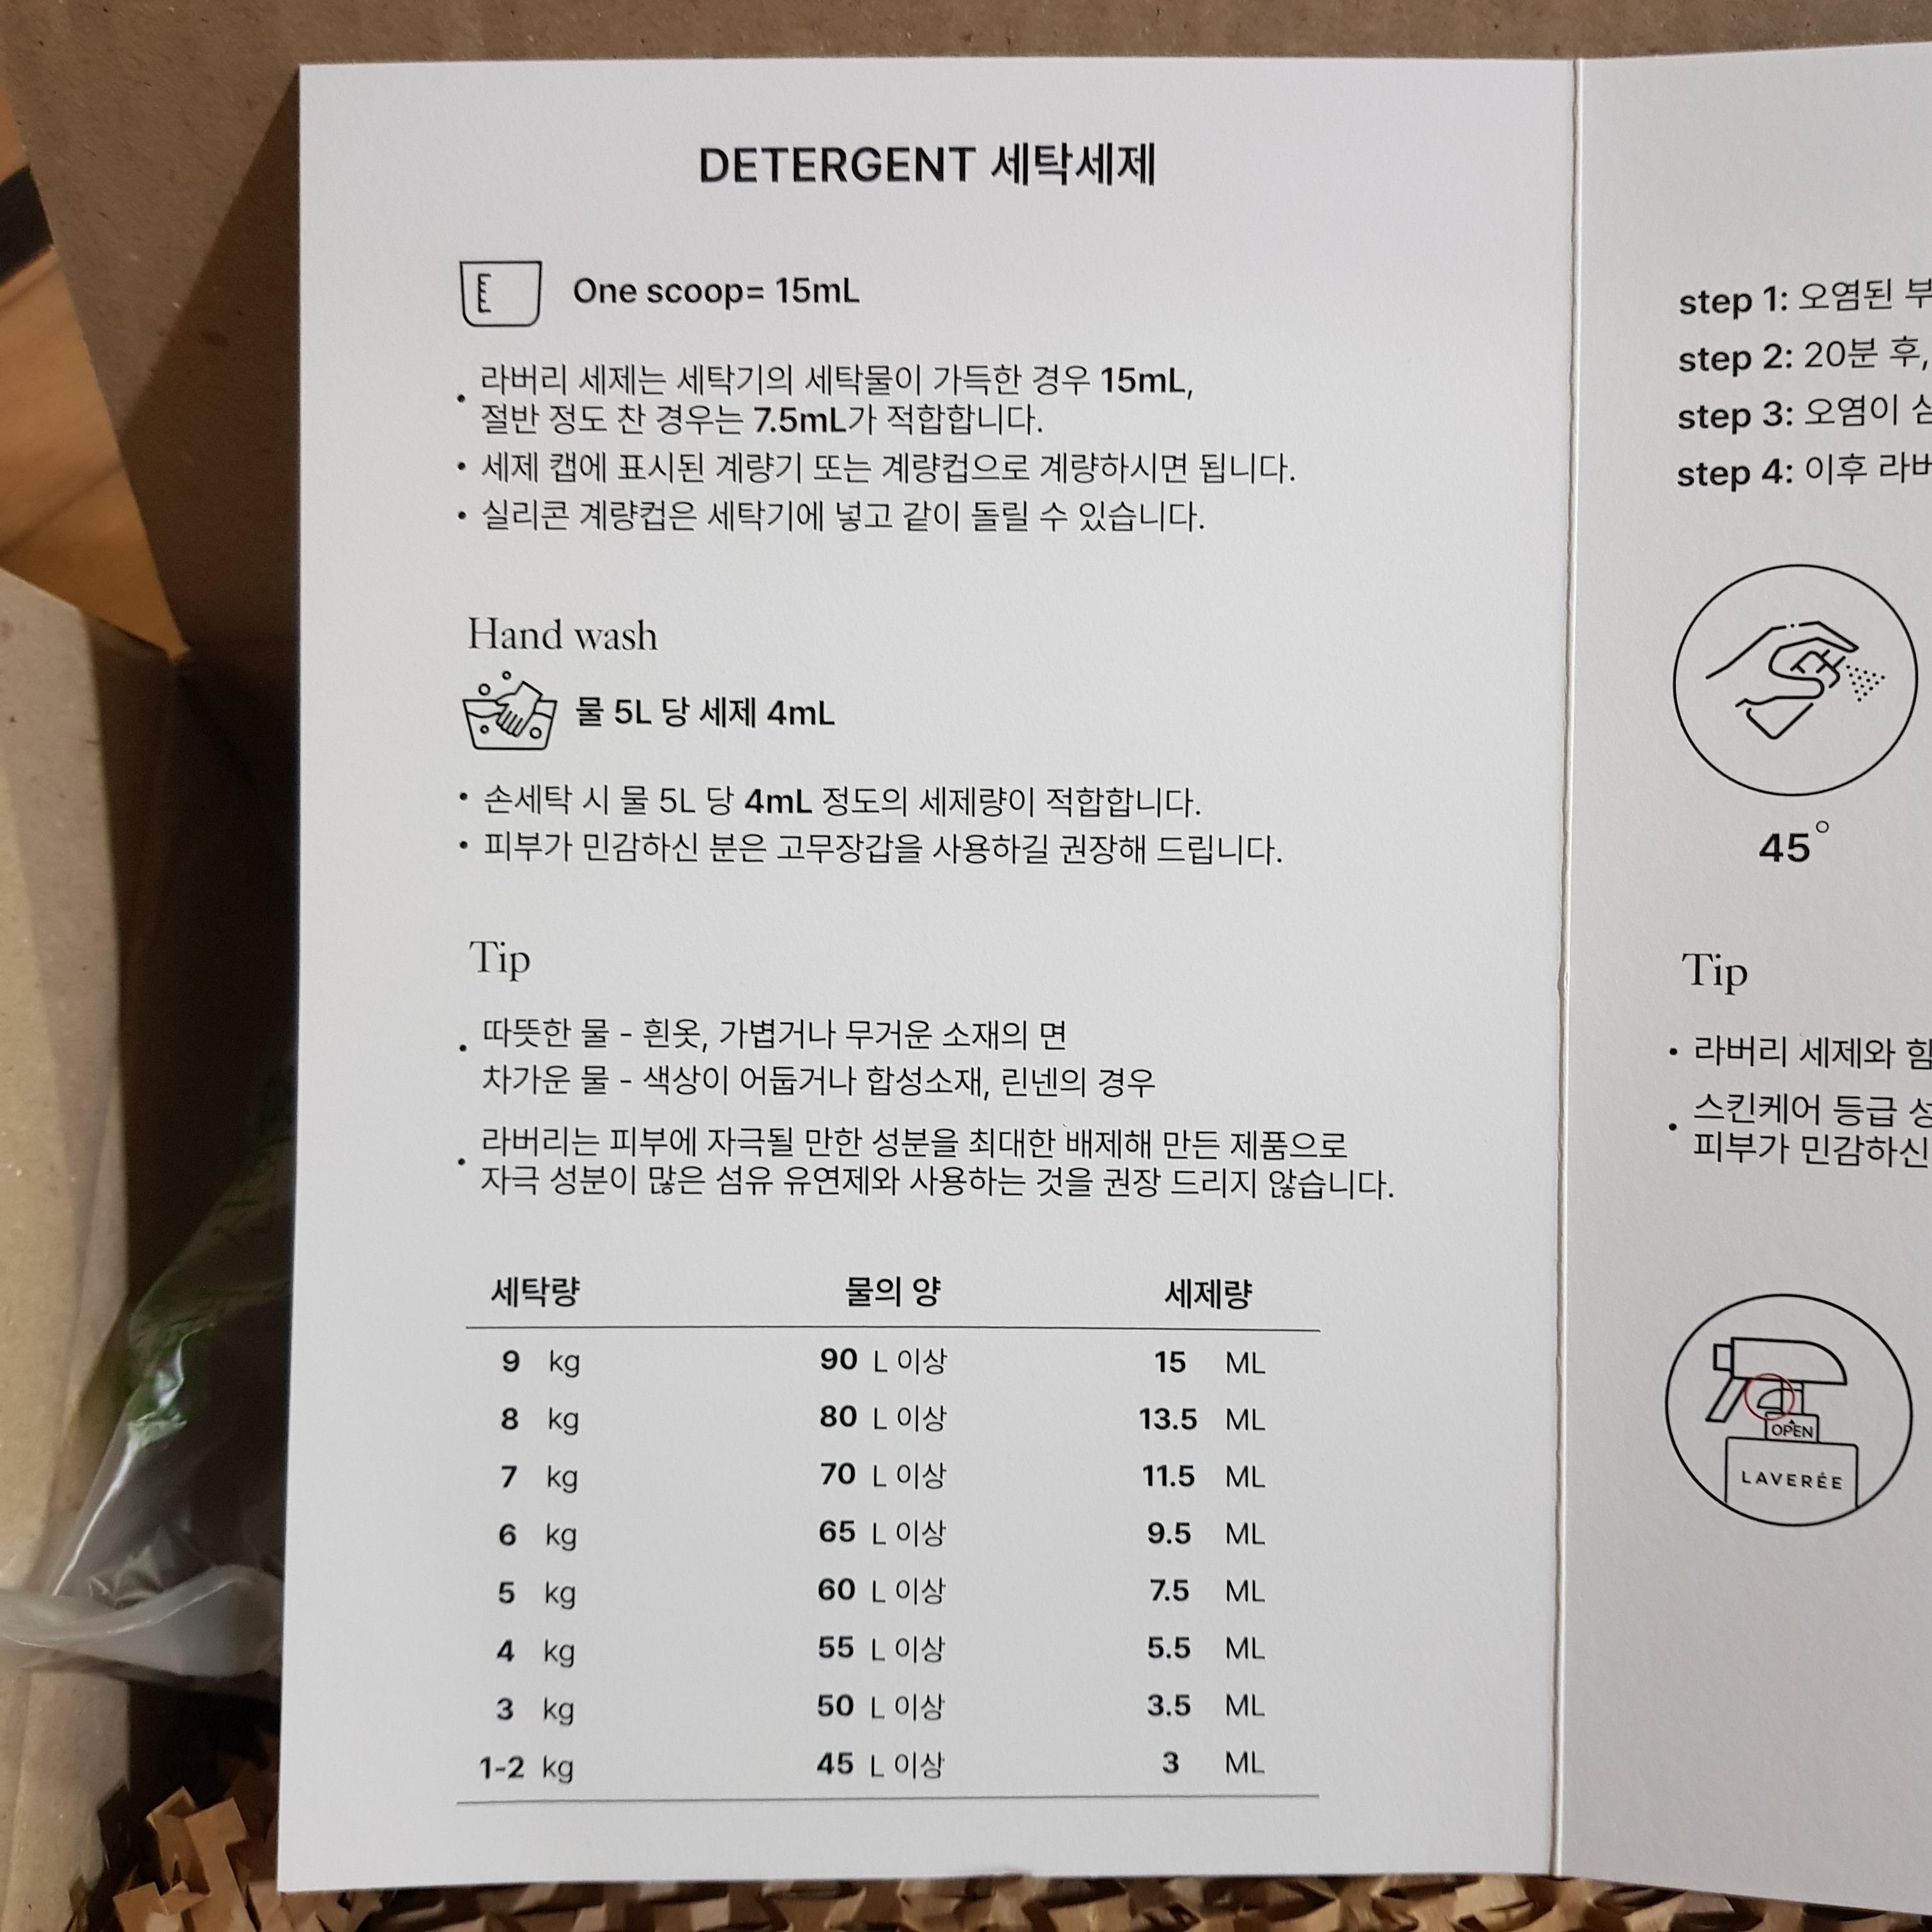 DETERGENT 세탁세제
One scoop= 15mL
• 라버리 세제는 세탁기의 세탁물이 가득한 경우 15mL,
절반 정도 찬 경우는 7.5mL가 적합합니다.
• 세제 캡에 표시된 계량기 또는 계량컵으로 계량하시면 됩니다.
• 실리콘 계량컵은 세탁기에 넣고 같이 돌릴 수 있습니다.
Hand wash
물 5L 당 세제 4mL
• 손세탁 시 물 5L 당 4mL 정도의 세제량이 적합합니다.
• 피부가 민감하신 분은 고무장갑을 사용하길 권장해 드립니다.
Tip
• 따뜻한 물 - 흰옷, 가볍거나 무거운 소재의 면
차가운 물 - 색상이 어둡거나 합성소재, 린넨의 경우
• 라버리는 피부에 자극될 만한 성분을 최대한 배제해 만든 제품으로
자극 성분이 많은 섬유 유연제와 사용하는 것을 권장 드리지 않습니다.
세탁량 물의 양 세제량
9 kg 90 L 이상 15 ML
8 kg 80 L 이상 13.5 ML
7 kg 70 L 이상 11.5 ML
6 kg 65 L 이상 9.5 ML
5 kg 60 L 이상 7.5 ML
4 kg 55 L 이상 5.5 ML
3 kg 50 L 이상 3.5 ML
1-2 kg 45 L 이상 3 ML
step 1: 오염된
step 2: 20분 후,
step 3: 오염이
step 4: 이후
45°
Tip
• 라버리 세제와
• 스킨케어 등급
피부가 민감하신
OPEN
LAVERÉE